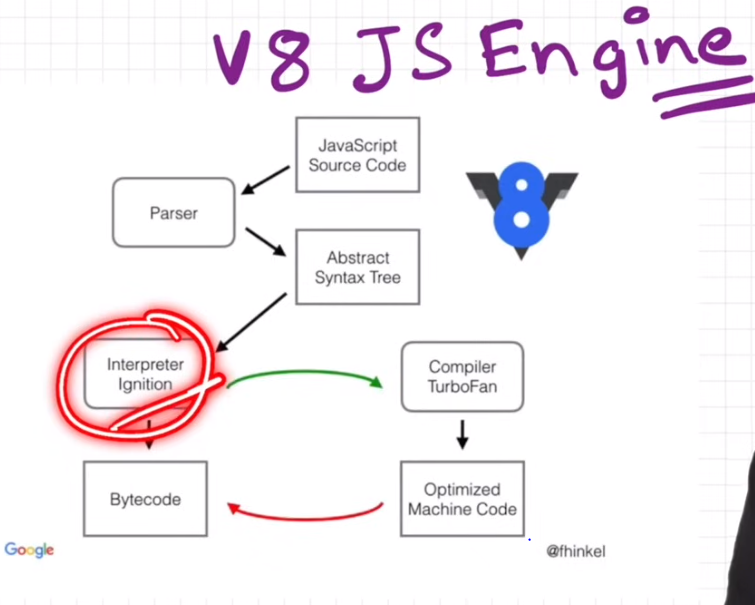 V8 JS Engine
JavaScript
Source Code
Parser
Abstract
Syntax Tree
Interpreter
Ignition
Compiler
TurboFan
Bytecode
Optimized
Machine Code
Google
@fhinkel